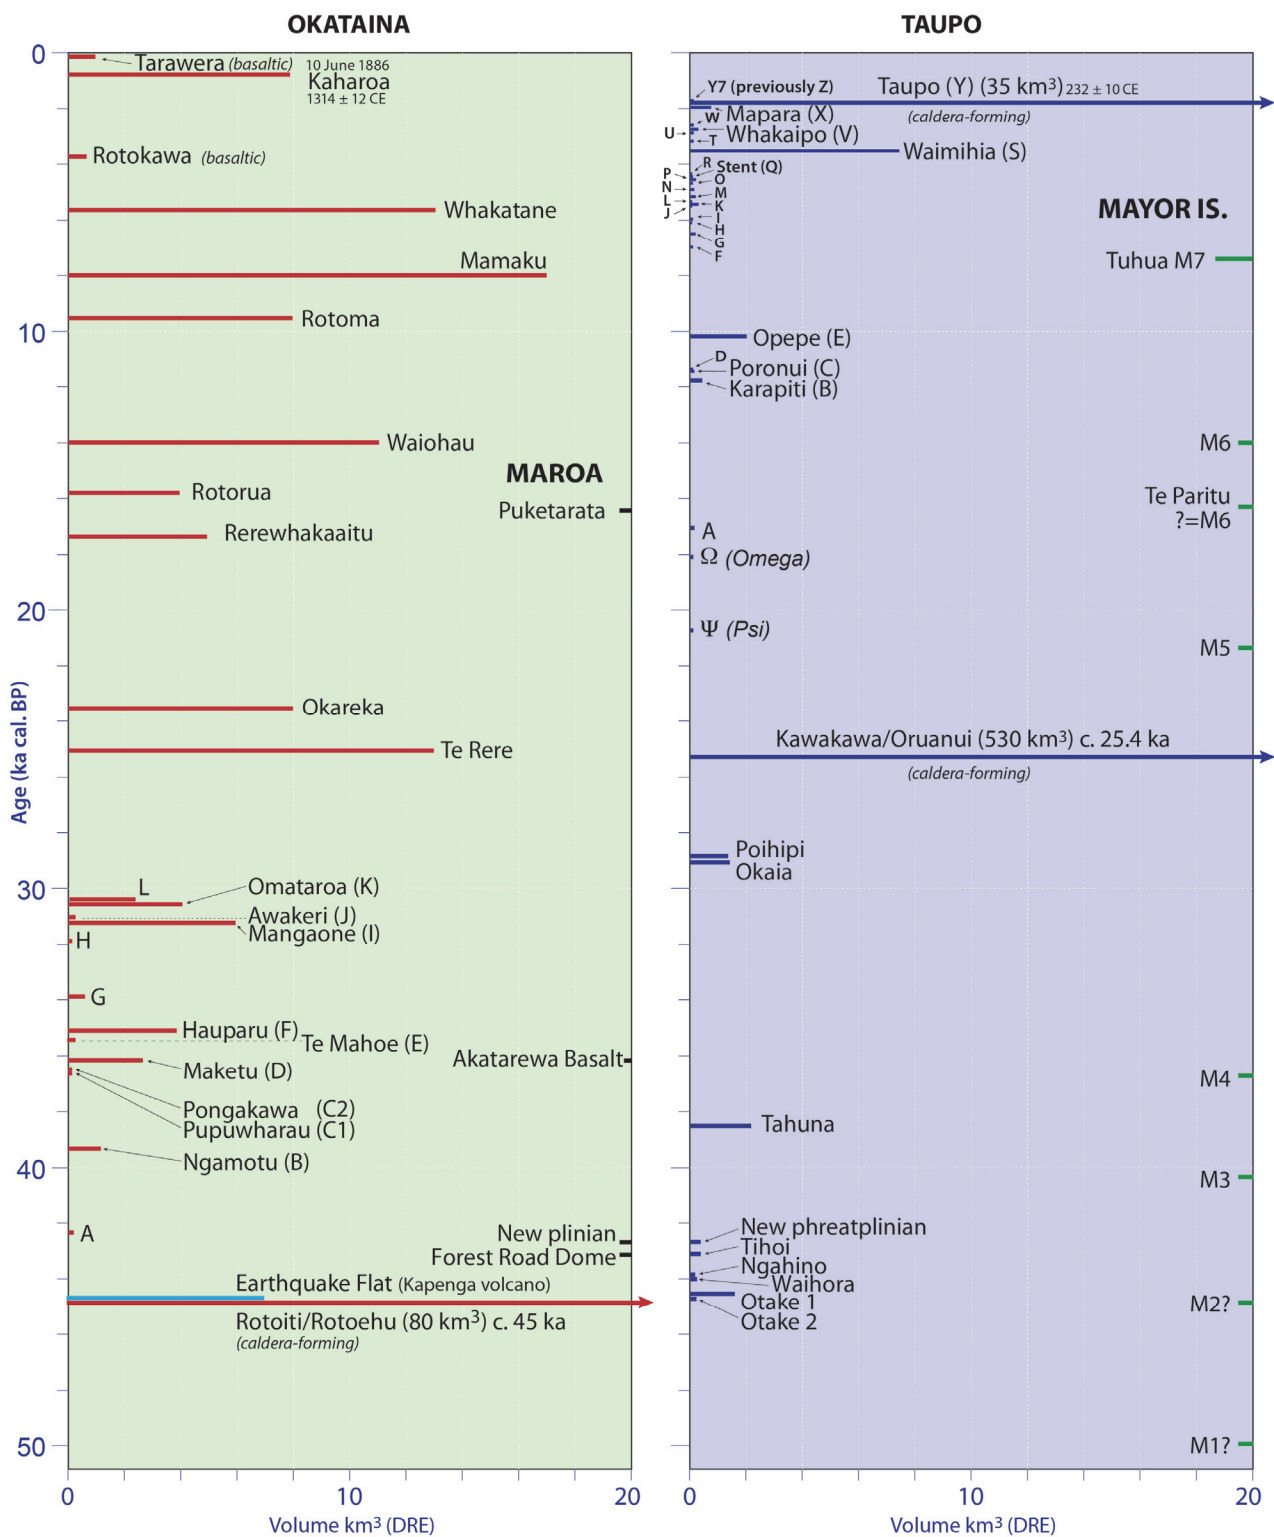 OKATAINA
Tarawera (basaltic) 10 June 1886
Kaharoa
1314 ± 12 CE
Rotokawa (basaltic)
Whakatane
Mamaku
Rotoma
Waiohau
MAROA
Puketarata
Rotorua
Rerewhakaaitu
Okareka
Te Rere
L
Omataroa (K)
Awakeri (J)
Mangaone (I)
H
G
Hauparu (F)
Te Mahoe (E)
Akatarewa Basalt
Maketu (D)
Pongakawa (C2)
Pupuwharau (C1)
Ngamotu (B)
A
New plinian
Forest Road Dome
Earthquake Flat (Kapenga volcano)
Rotoiti/Rotoehu (80 km³) c. 45 ka
(caldera-forming)
0
10
20
30
40
50
Age (ka cal. BP)
0 10 20
Volume km³ (DRE)
TAUPO
Y7 (previously Z)
Taupo (Y) (35 km³) 232 ± 10 CE
(caldera-forming)
Mapara (X)
W
Whakaipo (V)
U
T
Waimihia (S)
R
Stent (Q)
P
O
N
M
L
K
J
I
H
G
F
MAYOR IS.
Tuhua M7
Opepe (E)
D
Poronui (C)
Karapiti (B)
M6
Te Paritu
?=M6
A
Ω (Omega)
Ψ (Psi)
M5
Kawakawa/Oruanui (530 km³) c. 25.4 ka
(caldera-forming)
Poihipi
Okaia
M4
Tahuna
M3
New phreatplinian
Tihoi
Ngahino
Waihora
Otake 1
Otake 2
M2?
M1?
0 10 20
Volume km³ (DRE)